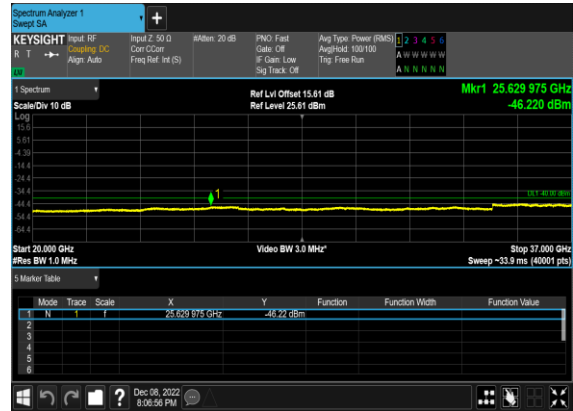 Spectrum Analyzer 1
Swept SA
+
KEYSIGHT Input: RF Input Z: 50 Ω #Atten: 20 dB PNO: Fast Avg Type: Power (RMS) 1 2 3 4 5 6
R T Coupling: DC Corr CCorr Gate: Off Avg|Hold: 100/100 A W W W W W
Align: Auto Freq Ref: Int (S) IF Gain: Low Trig: Free Run
Sig Track: Off A N N N N N
1 Spectrum Ref Lvl Offset 15.61 dB Mkr1 25.629 975 GHz
Scale/Div 10 dB Ref Level 25.61 dBm -46.220 dBm
Log
15.6
5.61
-4.39
-14.4
-24.4
-34.4
-44.4
-54.4
-64.4
1
Start 20.000 GHz Video BW 3.0 MHz* Stop 37.000 GHz
#Res BW 1.0 MHz Sweep ~33.9 ms (40001 pts)
5 Marker Table
Mode Trace Scale X Y Function Function Width Function Value
1 N 1 f 25.629 975 GHz -46.22 dBm
2
3
4
5
6
? Dec 08, 2022
8:06:56 PM